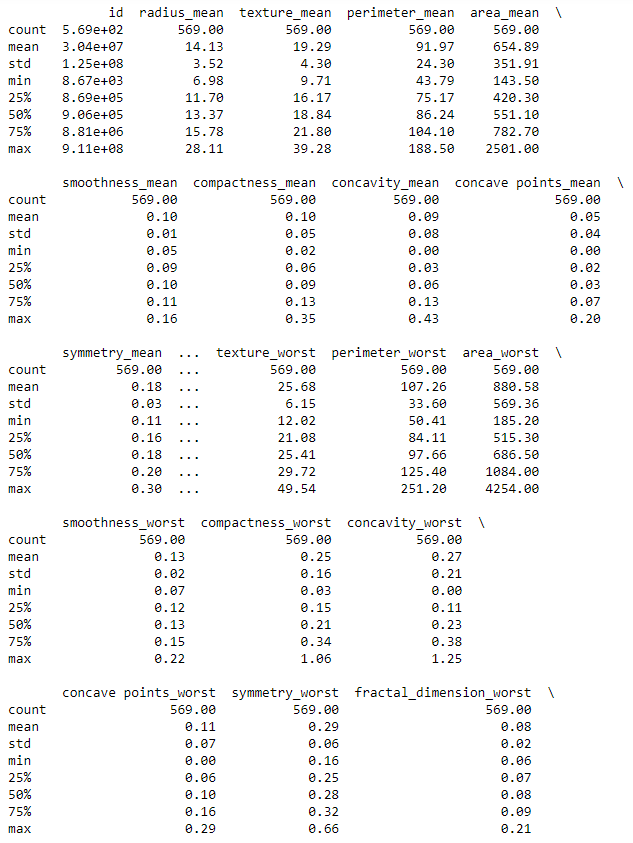 id radius_mean texture_mean perimeter_mean area_mean \
count 5.69e+02 569.00 569.00 569.00 569.00
mean 3.04e+07 14.13 19.29 91.97 654.89
std 1.25e+08 3.52 4.30 24.30 351.91
min 8.67e+03 6.98 9.71 43.79 143.50
25% 8.69e+05 11.70 16.17 75.17 420.30
50% 9.06e+05 13.37 18.84 86.24 551.10
75% 8.81e+06 15.78 21.80 104.10 782.70
max 9.11e+08 28.11 39.28 188.50 2501.00
smoothness_mean compactness_mean concavity_mean concave points_mean \
count 569.00 569.00 569.00 569.00
mean 0.10 0.10 0.09 0.05
std 0.01 0.05 0.08 0.04
min 0.05 0.02 0.00 0.00
25% 0.09 0.06 0.03 0.02
50% 0.10 0.09 0.06 0.03
75% 0.11 0.13 0.13 0.07
max 0.16 0.35 0.43 0.20
symmetry_mean ... texture_worst perimeter_worst area_worst \
count 569.00 ... 569.00 569.00 569.00
mean 0.18 ... 25.68 107.26 880.58
std 0.03 ... 6.15 33.60 569.36
min 0.11 ... 12.02 50.41 185.20
25% 0.16 ... 21.08 84.11 515.30
50% 0.18 ... 25.41 97.66 686.50
75% 0.20 ... 29.72 125.40 1084.00
max 0.30 ... 49.54 251.20 4254.00
smoothness_worst compactness_worst concavity_worst \
count 569.00 569.00 569.00
mean 0.13 0.25 0.27
std 0.02 0.16 0.21
min 0.07 0.03 0.00
25% 0.12 0.15 0.11
50% 0.13 0.21 0.23
75% 0.15 0.34 0.38
max 0.22 1.06 1.25
concave points_worst symmetry_worst fractal_dimension_worst \
count 569.00 569.00 569.00
mean 0.11 0.29 0.08
std 0.07 0.06 0.02
min 0.00 0.16 0.06
25% 0.06 0.25 0.07
50% 0.10 0.28 0.08
75% 0.16 0.32 0.09
max 0.29 0.66 0.21